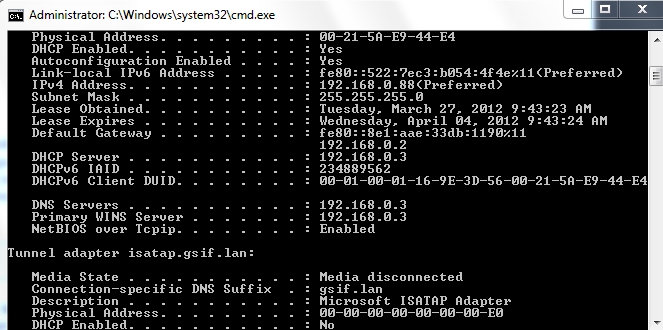 Administrator: C:\Windows\system32\cmd.exe
Physical Address. . . . . . . . . : 00-21-5A-E9-44-E4
DHCP Enabled. . . . . . . . . . . : Yes
Autoconfiguration Enabled . . . . : Yes
Link-local IPv6 Address . . . . . : fe80::522:7ec3:b054:4f4e%11(Preferred)
IPv4 Address. . . . . . . . . . . : 192.168.0.88(Preferred)
Subnet Mask . . . . . . . . . . . : 255.255.255.0
Lease Obtained. . . . . . . . . . : Tuesday, March 27, 2012 9:43:23 AM
Lease Expires . . . . . . . . . . : Wednesday, April 04, 2012 9:43:24 AM
Default Gateway . . . . . . . . . : fe80::8e1:aae:33db:1190%11
192.168.0.2
DHCP Server . . . . . . . . . . . : 192.168.0.3
DHCPv6 IAID . . . . . . . . . . . : 234889562
DHCPv6 Client DUID. . . . . . . . : 00-01-00-01-16-9E-3D-56-00-21-5A-E9-44-E4
DNS Servers . . . . . . . . . . . : 192.168.0.3
Primary WINS Server . . . . . . . : 192.168.0.3
NetBIOS over Tcpip. . . . . . . . : Enabled
Tunnel adapter isatap.gsif.lan:
Media State . . . . . . . . . . . : Media disconnected
Connection-specific DNS Suffix  . : gsif.lan
Description . . . . . . . . . . . : Microsoft ISATAP Adapter
Physical Address. . . . . . . . . : 00-00-00-00-00-00-00-E0
DHCP Enabled. . . . . . . . . . . : No